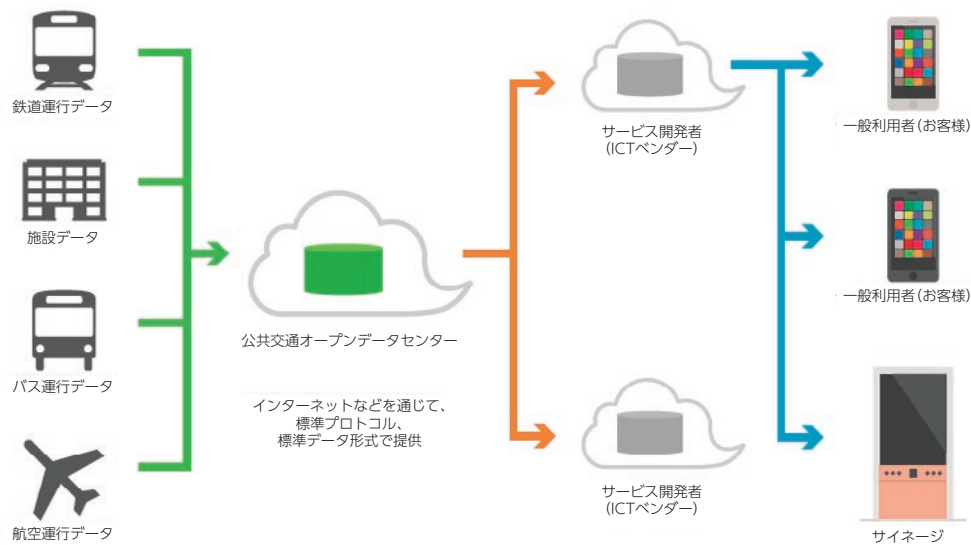 鉄道運行データ
施設データ
バス運行データ
航空運行データ
公共交通オープンデータセンター
インターネットなどを通じて、
標準プロトコル、
標準データ形式で提供
サービス開発者
(ICTベンダー)
サービス開発者
(ICTベンダー)
一般利用者(お客様)
一般利用者(お客様)
サイネージ